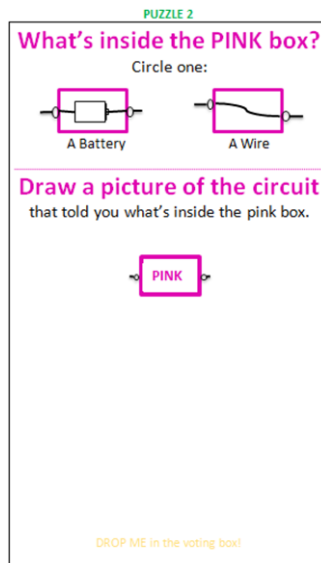 PUZZLE 2
What's inside the PINK box?
Circle one:
A Battery A Wire
Draw a picture of the circuit
that told you what's inside the pink box.
PINK
DROP ME in the voting box!